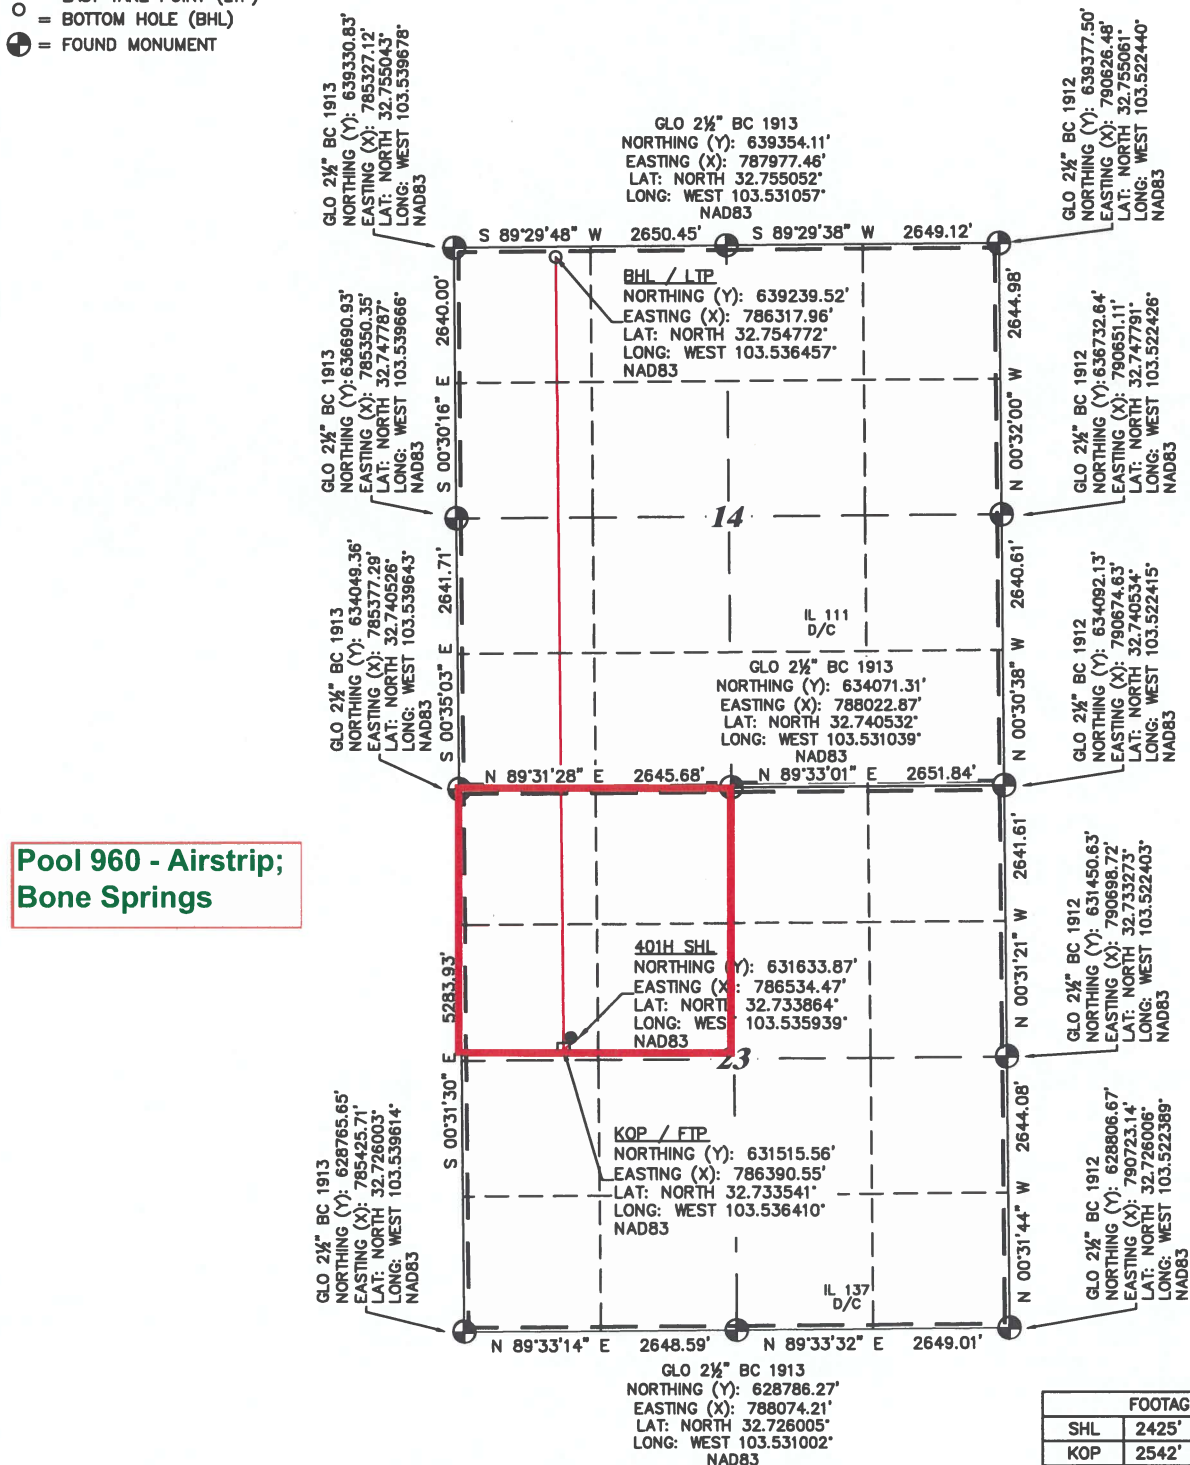 = BOTTOM HOLE (BHL)
= FOUND MONUMENT
GLO 2½" BC 1913
NORTHING (Y): 639330.83'
EASTING (X): 785327.12'
LAT: NORTH 32.755043°
LONG: WEST 103.539678°
NAD83
GLO 2½" BC 1913
NORTHING (Y): 639354.11'
EASTING (X): 787977.46'
LAT: NORTH 32.755052°
LONG: WEST 103.531057°
NAD83
GLO 2½" BC 1912
NORTHING (Y): 639377.50'
EASTING (X): 790626.48'
LAT: NORTH 32.755061°
LONG: WEST 103.522440°
NAD83
S 89°29'48" W 2650.45'
S 89°29'38" W 2649.12'
BHL / LTP
NORTHING (Y): 639239.52'
EASTING (X): 786317.96'
LAT: NORTH 32.754772°
LONG: WEST 103.536457°
NAD83
S 00°30'16" E 2640.00'
N 00°32'00" W 2644.98'
GLO 2½" BC 1913
NORTHING (Y): 636690.93'
EASTING (X): 785350.35'
LAT: NORTH 32.747787°
LONG: WEST 103.539666°
NAD83
GLO 2½" BC 1912
NORTHING (Y): 636732.64'
EASTING (X): 790651.11'
LAT: NORTH 32.747791°
LONG: WEST 103.522426°
NAD83
14
S 00°35'03" E 2641.71'
N 00°30'38" W 2640.61'
IL 111
D/C
GLO 2½" BC 1913
NORTHING (Y): 634049.36'
EASTING (X): 785377.29'
LAT: NORTH 32.740526°
LONG: WEST 103.539643°
NAD83
GLO 2½" BC 1913
NORTHING (Y): 634071.31'
EASTING (X): 788022.87'
LAT: NORTH 32.740532°
LONG: WEST 103.531039°
NAD83
GLO 2½" BC 1912
NORTHING (Y): 634092.13'
EASTING (X): 790674.63'
LAT: NORTH 32.740534°
LONG: WEST 103.522415°
NAD83
N 89°31'28" E 2645.68'
N 89°33'01" E 2651.84'
Pool 960 - Airstrip;
Bone Springs
S 00°31'30" E 5283.93'
N 00°31'21" W 2641.61'
401H SHL
NORTHING (Y): 631633.87'
EASTING (X): 786534.47'
LAT: NORTH 32.733864°
LONG: WEST 103.535939°
NAD83
GLO 2½" BC 1912
NORTHING (Y): 631450.63'
EASTING (X): 790698.72'
LAT: NORTH 32.733273°
LONG: WEST 103.522403°
NAD83
23
KOP / FTP
NORTHING (Y): 631515.56'
EASTING (X): 786390.55'
LAT: NORTH 32.733541°
LONG: WEST 103.536410°
NAD83
N 00°31'44" W 2644.08'
GLO 2½" BC 1913
NORTHING (Y): 628765.65'
EASTING (X): 785425.71'
LAT: NORTH 32.726003°
LONG: WEST 103.539614°
NAD83
GLO 2½" BC 1912
NORTHING (Y): 628806.67'
EASTING (X): 790723.14'
LAT: NORTH 32.726006°
LONG: WEST 103.522389°
NAD83
IL 137
D/C
N 89°33'14" E 2648.59'
N 89°33'32" E 2649.01'
GLO 2½" BC 1913
NORTHING (Y): 628786.27'
EASTING (X): 788074.21'
LAT: NORTH 32.726005°
LONG: WEST 103.531002°
NAD83
FOOTAG
SHL 2425'
KOP 2542'